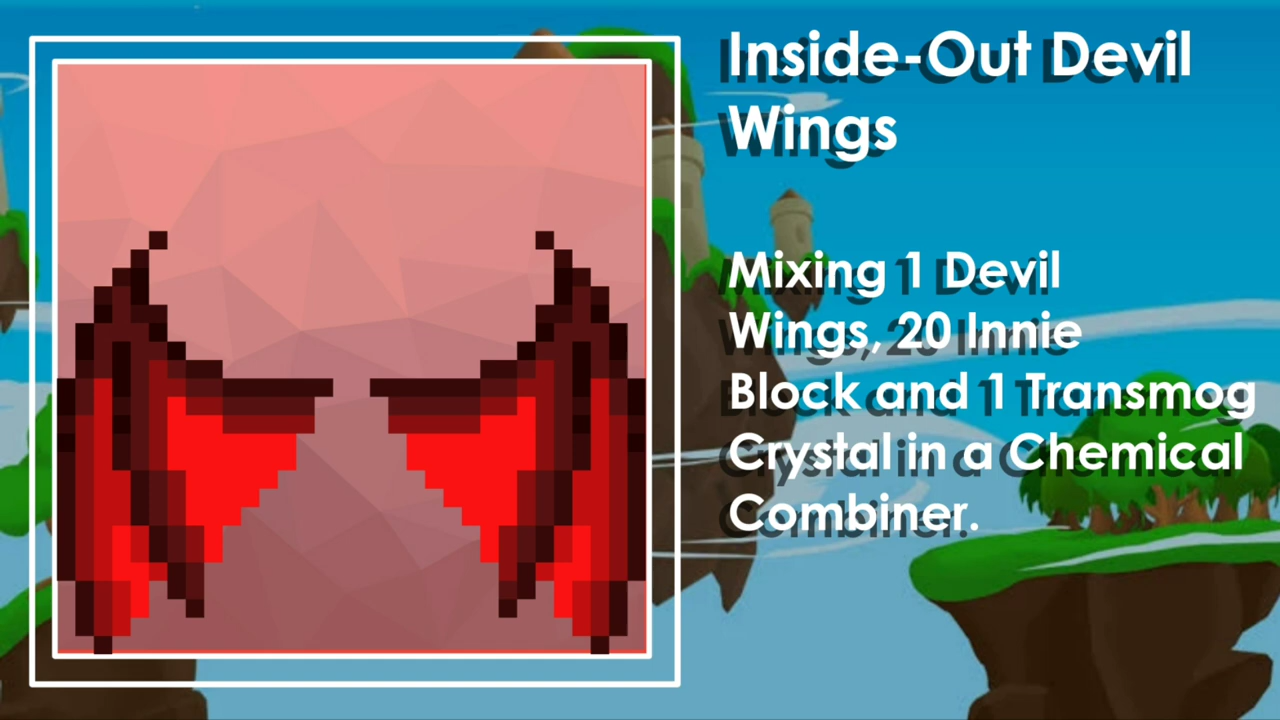 Inside-Out Devil
Wings
Mixing 1 Devil
Wings, 20 Innie
Block and 1 Transmog
Crystal in a Chemical
Combiner.